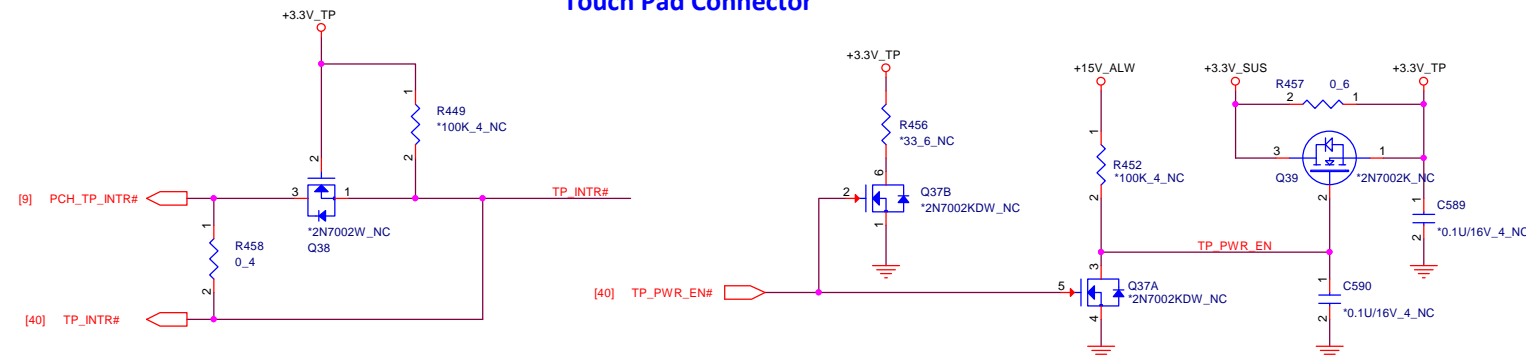 Touch Pad Connector
+3.3V_TP
1
R449
*100K_4_NC
2
2
[9] PCH_TP_INTR#
3
1
TP_INTR#
*2N7002W_NC
Q38
1
R458
0_4
2
[40] TP_INTR#
+3.3V_TP
R456
*33_6_NC
6
2
Q37B
*2N7002KDW_NC
1
[40] TP_PWR_EN#
+15V_ALW
1
R452
*100K_4_NC
2
TP_PWR_EN
3
5
Q37A
*2N7002KDW_NC
4
+3.3V_SUS
+3.3V_TP
R457
0_6
2
1
3
1
Q39
*2N7002K_NC
2
1
C589
*0.1U/16V_4_NC
2
1
C590
*0.1U/16V_4_NC
2